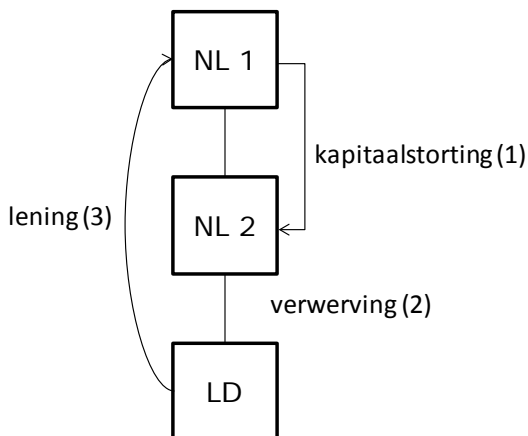 NL 1
kapitaalstorting (1)
NL 2
lening (3)
verwerving (2)
LD